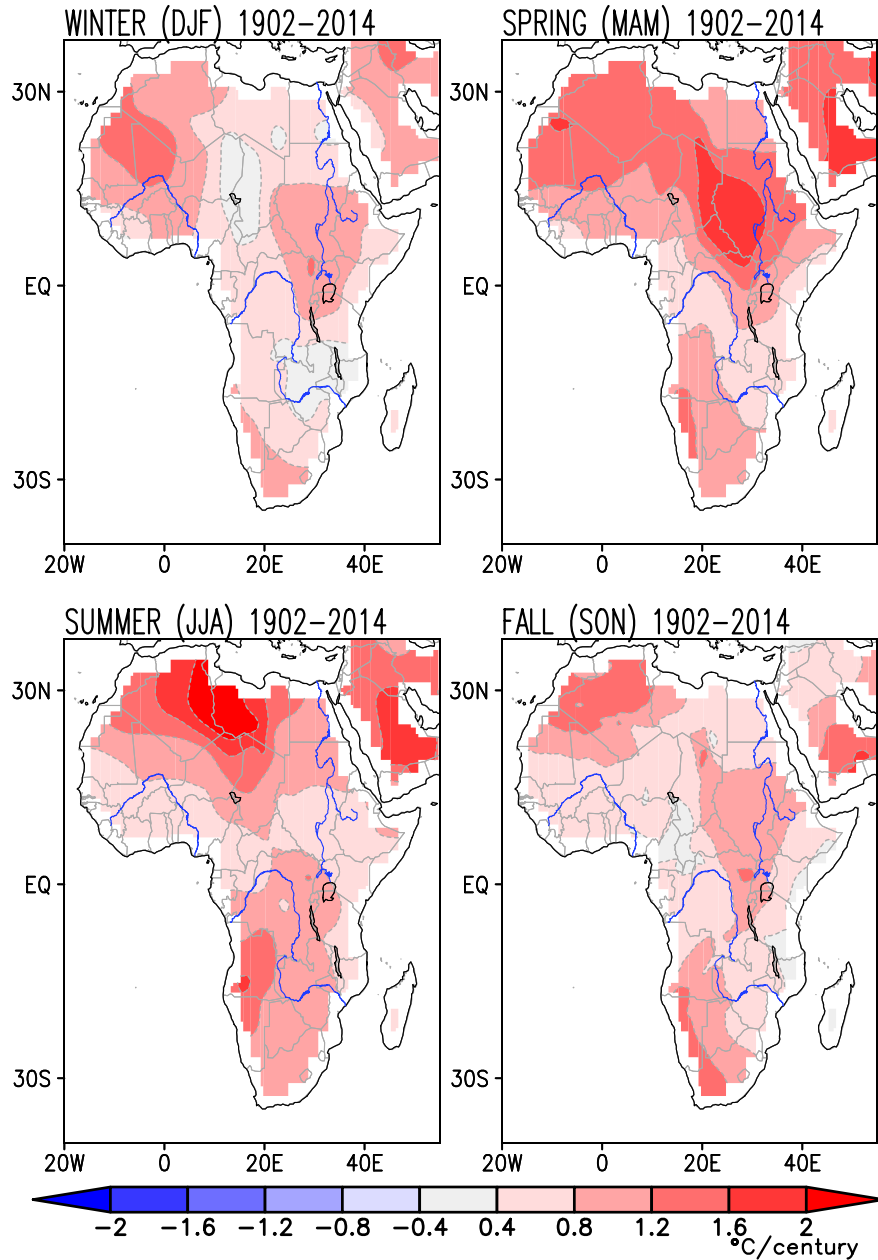 WINTER (DJF) 1902−2014
SPRING (MAM) 1902−2014
30N
30N
EQ
EQ
30S
30S
20W 0 20E 40E
20W 0 20E 40E
SUMMER (JJA) 1902−2014
FALL (SON) 1902−2014
30N
30N
EQ
EQ
30S
30S
20W 0 20E 40E
20W 0 20E 40E
−2 −1.6 −1.2 −0.8 −0.4 0.4 0.8 1.2 1.6 2
°C/century